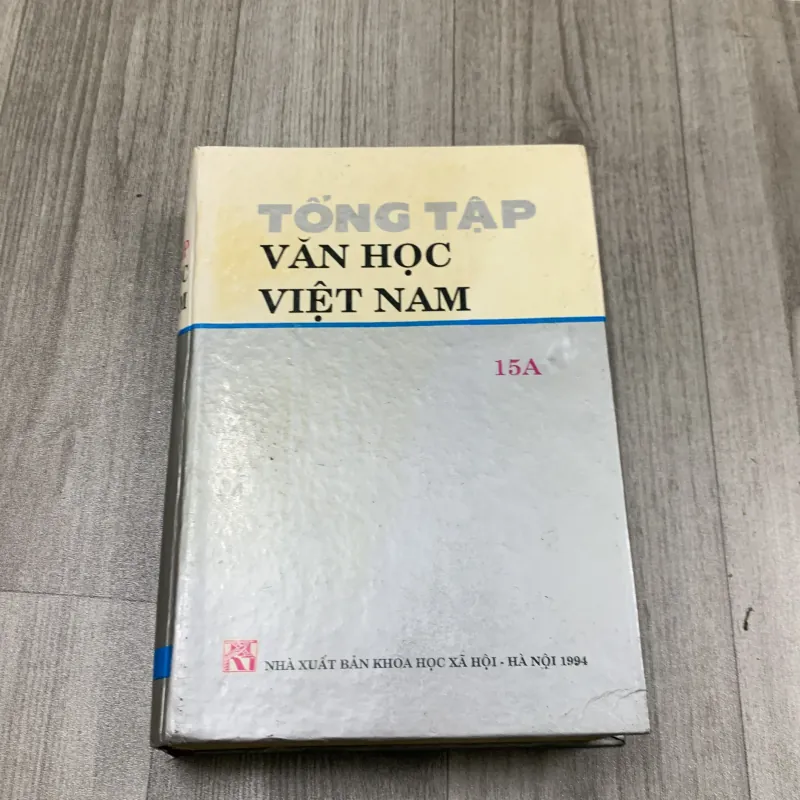 TỔNG TẬP
VĂN HỌC
VIỆT NAM
15A
NHÀ XUẤT BẢN KHOA HỌC XÃ HỘI - HÀ NỘI 1994